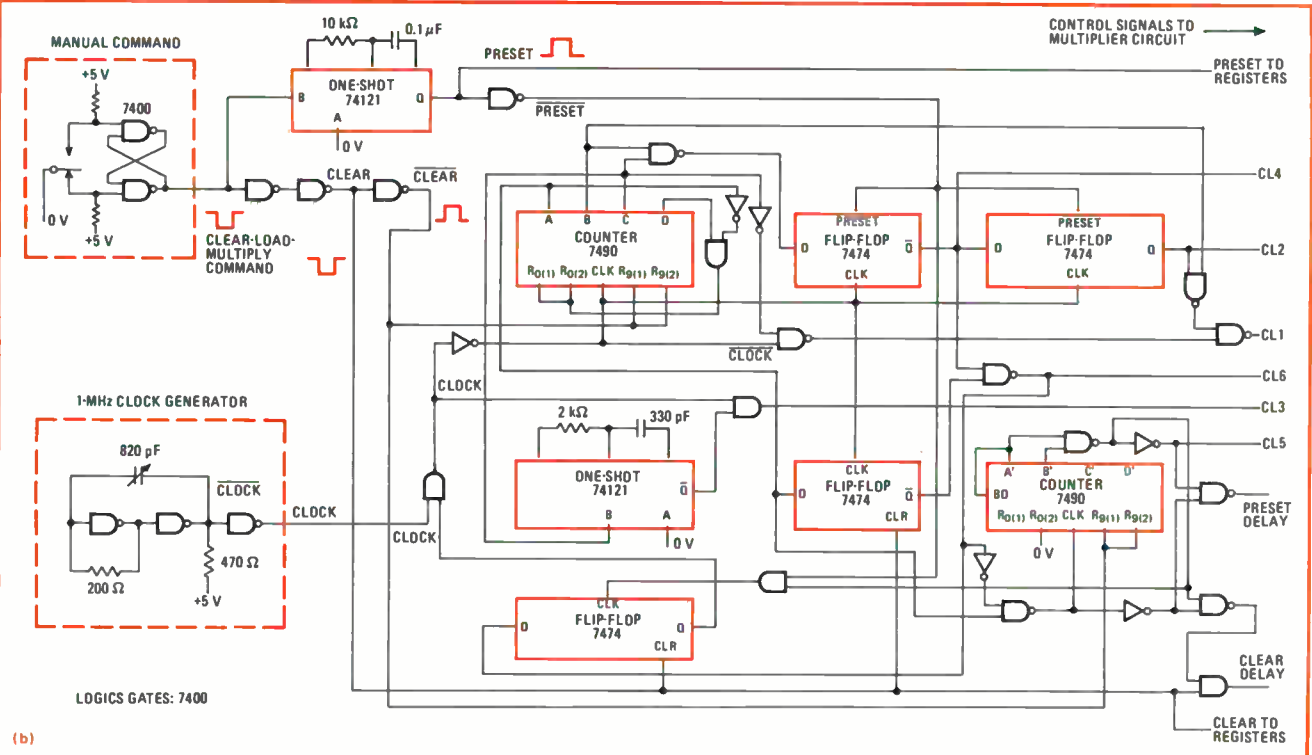 MANUAL COMMAND
+5 V
7400
0 V
+5 V
CLEAR-LOAD-
MULTIPLY
COMMAND
10 kΩ
0.1 µF
ONE-SHOT
74121
B
Q
A
0 V
PRESET
PRESET
CLEAR
CLEAR
CONTROL SIGNALS TO
MULTIPLIER CIRCUIT
PRESET TO
REGISTERS
A
B
C
D
COUNTER
7490
R0(1) R0(2) CLK R9(1) R9(2)
PRESET
D
FLIP-FLOP
7474
Q
CLK
PRESET
D
FLIP-FLOP
7474
Q
CLK
CL4
CL2
CL1
CL6
CL3
CL5
CLOCK
CLOCK
1-MHz CLOCK GENERATOR
820 pF
CLOCK
CLOCK
200 Ω
470 Ω
+5 V
CLOCK
2 kΩ
330 pF
ONE-SHOT
74121
Q
B
A
0 V
CLK
D
FLIP-FLOP
7474
Q
CLR
A'
B'
C'
D'
BD
COUNTER
7490
R0(1) R0(2) CLK R9(1) R9(2)
0 V
PRESET
DELAY
CLK
D
FLIP-FLOP
7474
Q
CLR
CLEAR
DELAY
CLEAR TO
REGISTERS
LOGICS GATES: 7400
(b)